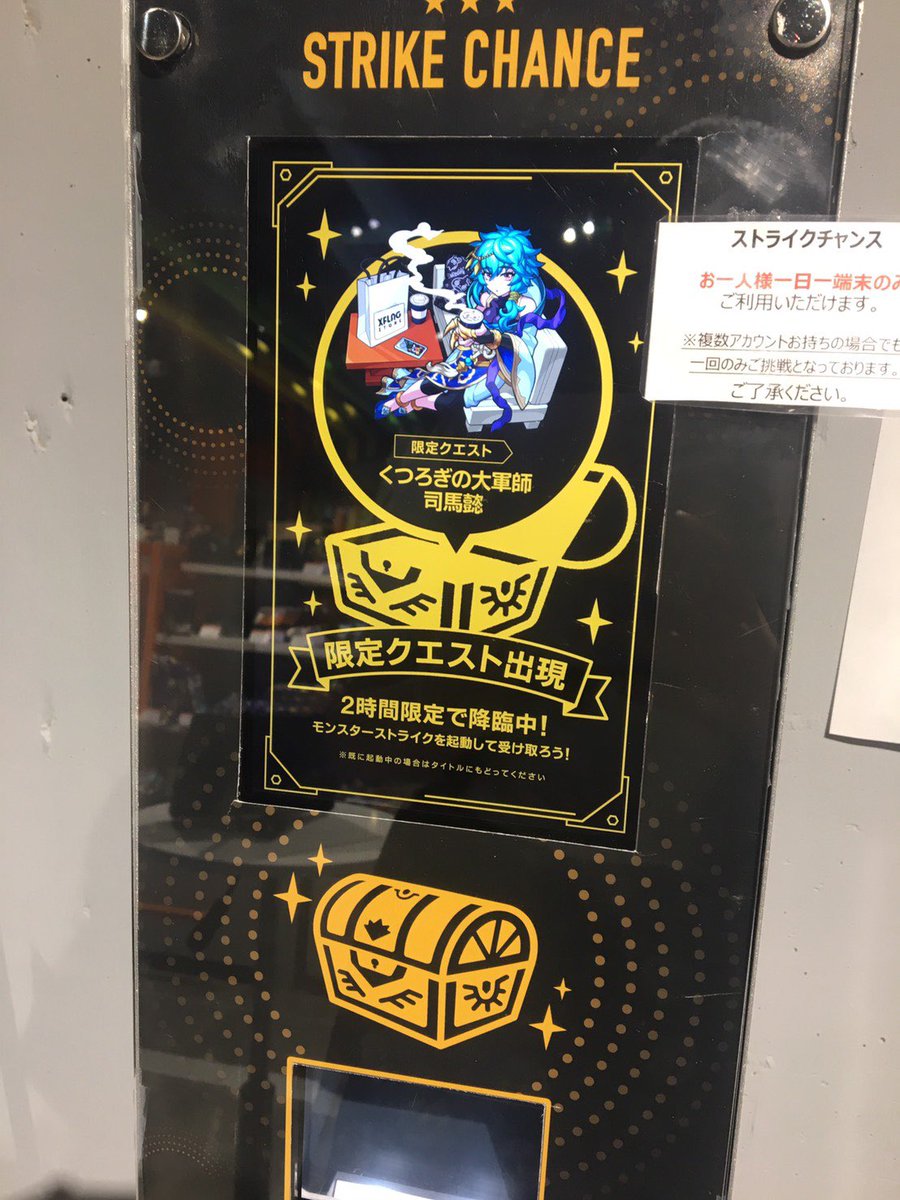 STRIKE CHANCE
XFLAG
STORE
限定クエスト
くつろぎの大軍師
司馬懿
限定クエスト出現
2時間限定で降臨中!
モンスターストライクを起動して受け取ろう!
※既に起動中の場合はタイトルにもどってください
ストライクチャンス
お一人様一日一端末のみ
ご利用いただけます。
※複数アカウントお持ちの場合でも
一回のみご挑戦となっております。
ご了承ください。